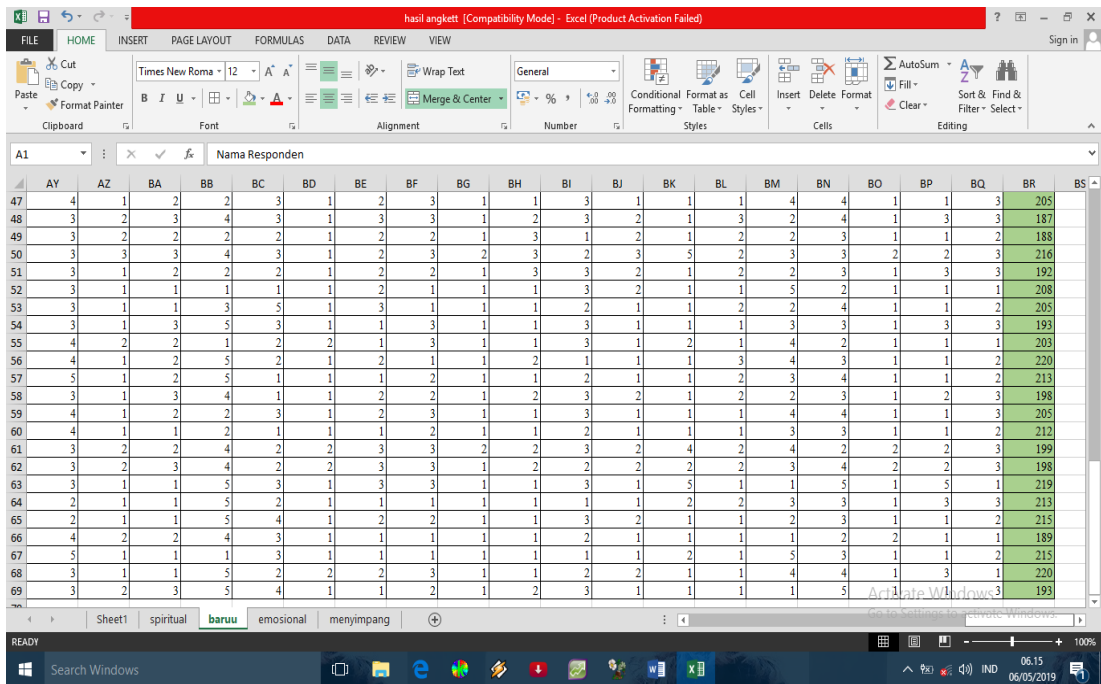 hasil angkett [Compatibility Mode] - Excel (Product Activation Failed)
FILE HOME INSERT PAGE LAYOUT FORMULAS DATA REVIEW VIEW Sign in
Cut
Copy
Format Painter
Paste
Times New Roma 12
Wrap Text
Merge & Center
General
Conditional Formatting
Format as Table
Cell Styles
Insert Delete Format
AutoSum
Fill
Clear
Sort & Filter
Find & Select
Clipboard Font Alignment Number Styles Cells Editing
A1 Nama Responden
AY AZ BA BB BC BD BE BF BG BH BI BJ BK BL BM BN BO BP BQ BR BS
47 4 1 2 2 3 1 2 3 1 1 3 1 1 1 4 4 1 1 3 205
48 3 2 3 4 3 1 3 3 1 2 3 2 1 3 2 4 1 3 3 187
49 3 2 2 2 2 1 2 2 1 3 1 2 1 2 2 3 1 1 2 188
50 3 3 3 4 3 1 2 3 2 3 2 3 5 2 3 3 2 2 3 216
51 3 1 2 2 2 1 2 2 1 3 3 2 1 2 2 3 1 3 3 192
52 3 1 1 1 1 1 2 1 1 1 3 2 1 1 5 2 1 1 1 208
53 3 1 1 3 5 1 3 1 1 1 2 1 1 2 2 4 1 1 2 205
54 3 1 3 5 3 1 1 3 1 1 3 1 1 1 3 3 1 3 3 193
55 4 2 2 1 2 2 1 3 1 1 3 1 2 1 4 2 1 1 1 203
56 4 1 2 5 2 1 2 1 1 2 1 1 1 3 4 3 1 1 2 220
57 5 1 2 5 1 1 1 2 1 1 2 1 1 2 3 4 1 1 2 213
58 3 1 3 4 1 1 2 2 1 2 3 2 1 2 2 3 1 2 3 198
59 4 1 2 2 3 1 2 3 1 1 3 1 1 1 4 4 1 1 3 205
60 4 1 1 2 1 1 1 2 1 1 2 1 1 1 3 3 1 1 2 212
61 3 2 2 4 2 2 3 3 2 2 3 2 4 2 4 2 2 2 3 199
62 3 2 3 4 2 2 3 3 1 2 2 2 2 2 3 4 2 2 3 198
63 3 1 1 5 3 1 3 3 1 1 3 1 5 1 1 5 1 5 1 219
64 2 1 1 5 2 1 1 1 1 1 1 1 2 2 3 3 1 3 3 213
65 2 1 1 5 4 1 2 2 1 1 3 2 1 1 2 3 1 1 2 215
66 4 2 2 4 3 1 1 1 1 1 2 1 1 1 1 2 2 1 1 189
67 5 1 1 1 3 1 1 1 1 1 1 1 2 1 5 3 1 1 2 215
68 3 1 1 5 2 2 2 3 1 1 2 2 1 1 4 4 1 3 1 220
69 3 2 3 5 4 1 1 2 1 2 3 1 1 1 1 5 1 1 3 193
Activate Windows
Go to Settings to activate Windows.
Sheet1 spiritual baruu emosional menyimpang
READY 100%
Search Windows
IND
06.15
06/05/2019